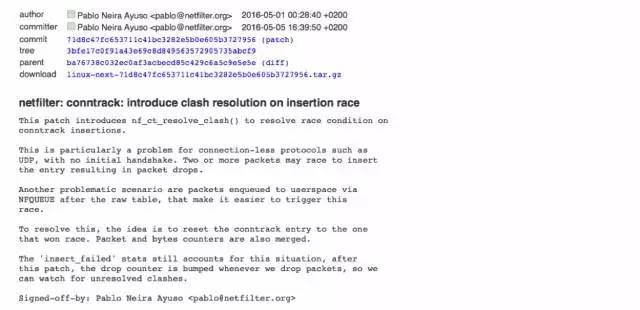 author Pablo Neira Ayuso <pablo@netfilter.org> 2016-05-01 00:28:40 +0200
committer Pablo Neira Ayuso <pablo@netfilter.org> 2016-05-05 16:39:50 +0200
commit 71d8c47fc653711c41bc3282e5b0e605b3727956 (patch)
tree 3bfe17c0f91a43e69c8d849563572905735abcf9
parent ba76738c032ec0af3acbecd85c429c6a5c9e5e5e (diff)
download linux-next-71d8c47fc653711c41bc3282e5b0e605b3727956.tar.gz
netfilter: conntrack: introduce clash resolution on insertion race
This patch introduces nf_ct_resolve_clash() to resolve race condition on
conntrack insertions.
This is particularly a problem for connection-less protocols such as
UDP, with no initial handshake. Two or more packets may race to insert
the entry resulting in packet drops.
Another problematic scenario are packets enqueued to userspace via
NFQUEUE after the raw table, that make it easier to trigger this
race.
To resolve this, the idea is to reset the conntrack entry to the one
that won race. Packet and bytes counters are also merged.
The 'insert_failed' stats still accounts for this situation, after
this patch, the drop counter is bumped whenever we drop packets, so we
can watch for unresolved clashes.
Signed-off-by: Pablo Neira Ayuso <pablo@netfilter.org>